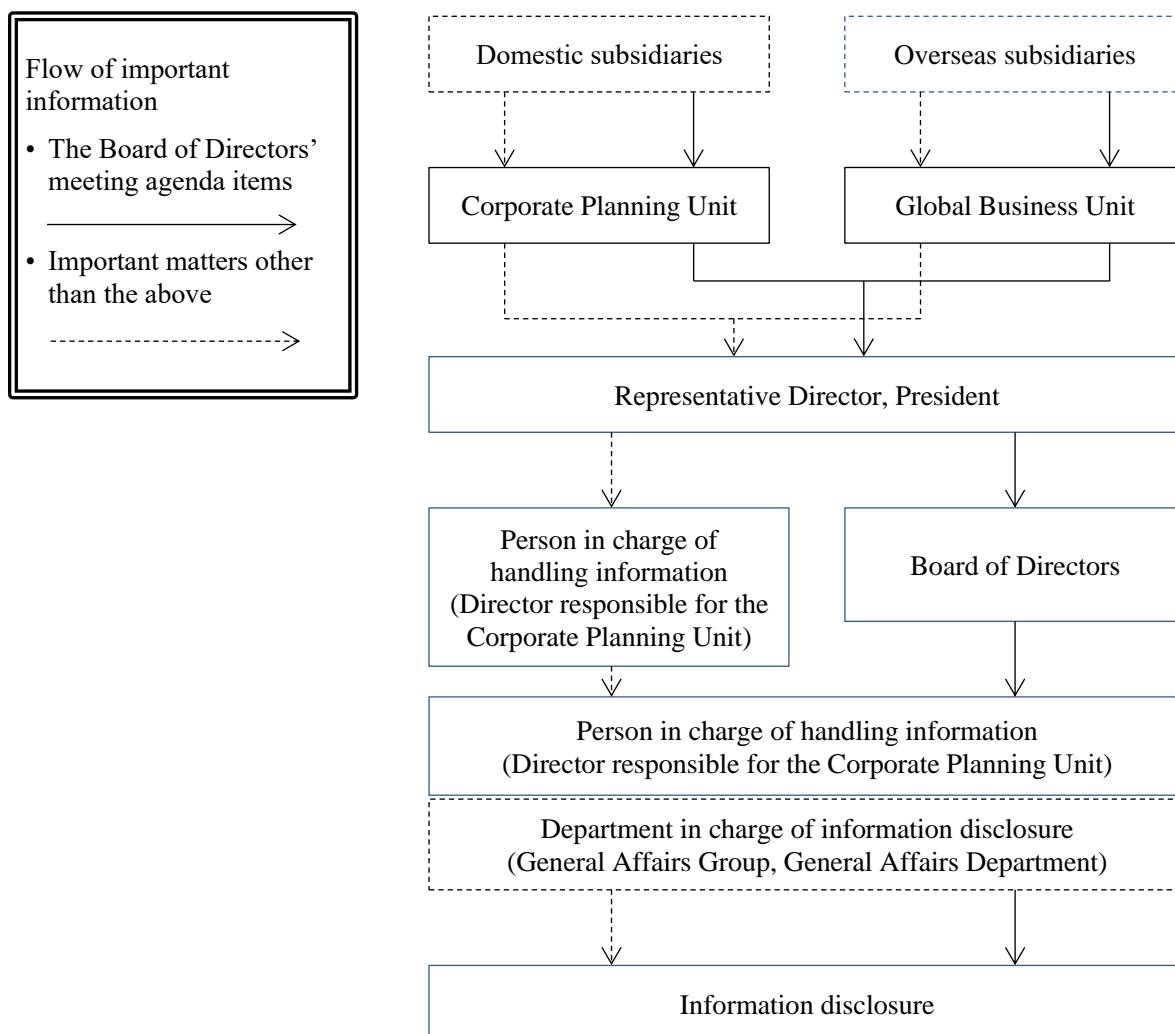 Flow of important
information
• The Board of Directors’
meeting agenda items
• Important matters other
than the above
Domestic subsidiaries
Overseas subsidiaries
Corporate Planning Unit
Global Business Unit
Representative Director, President
Person in charge of
handling information
(Director responsible for the
Corporate Planning Unit)
Board of Directors
Person in charge of handling information
(Director responsible for the Corporate Planning Unit)
Department in charge of information disclosure
(General Affairs Group, General Affairs Department)
Information disclosure